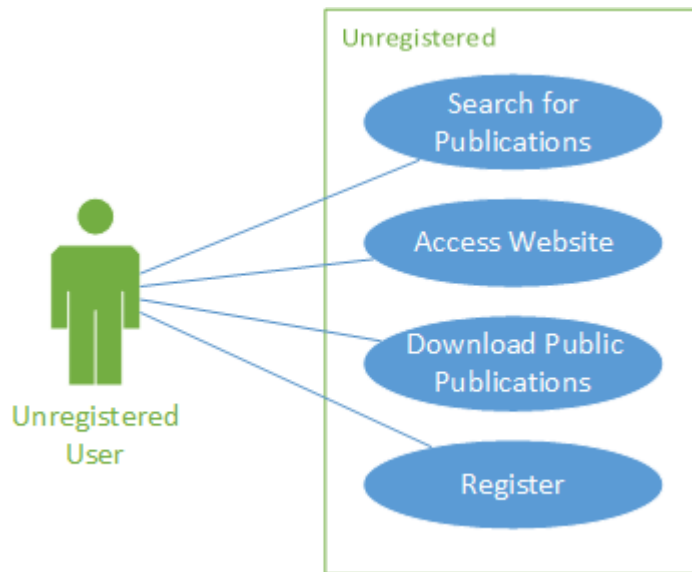 Unregistered
Search for
Publications
Access Website
Download Public
Publications
Register
Unregistered
User